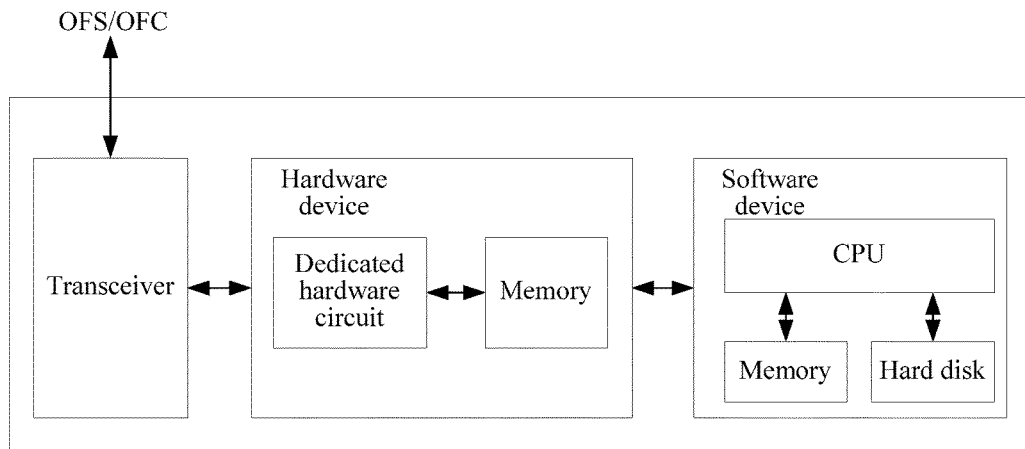 OFS/OFC
Transceiver
Hardware
device
Dedicated
hardware
circuit
Memory
Software
device
CPU
Memory
Hard disk